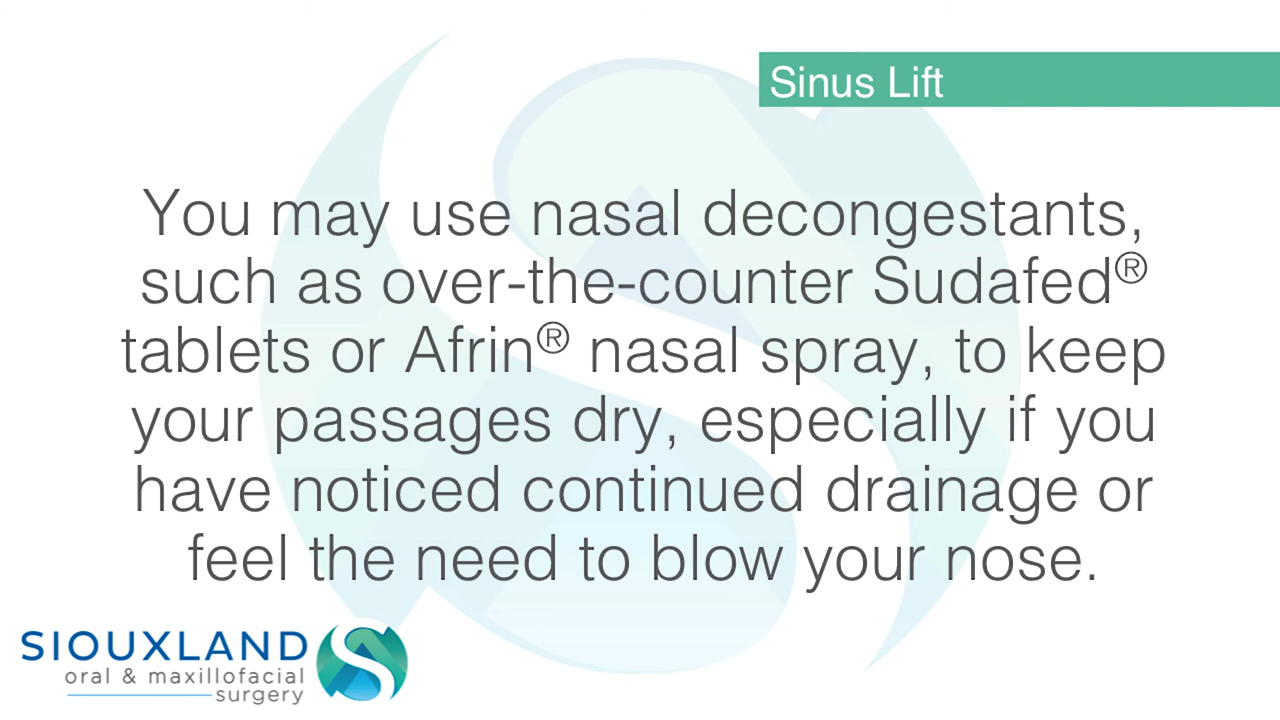 Sinus Lift
You may use nasal decongestants,
such as over-the-counter Sudafed®
tablets or Afrin® nasal spray, to keep
your passages dry, especially if you
have noticed continued drainage or
feel the need to blow your nose.
SIOUXLAND
oral & maxillofacial
surgery